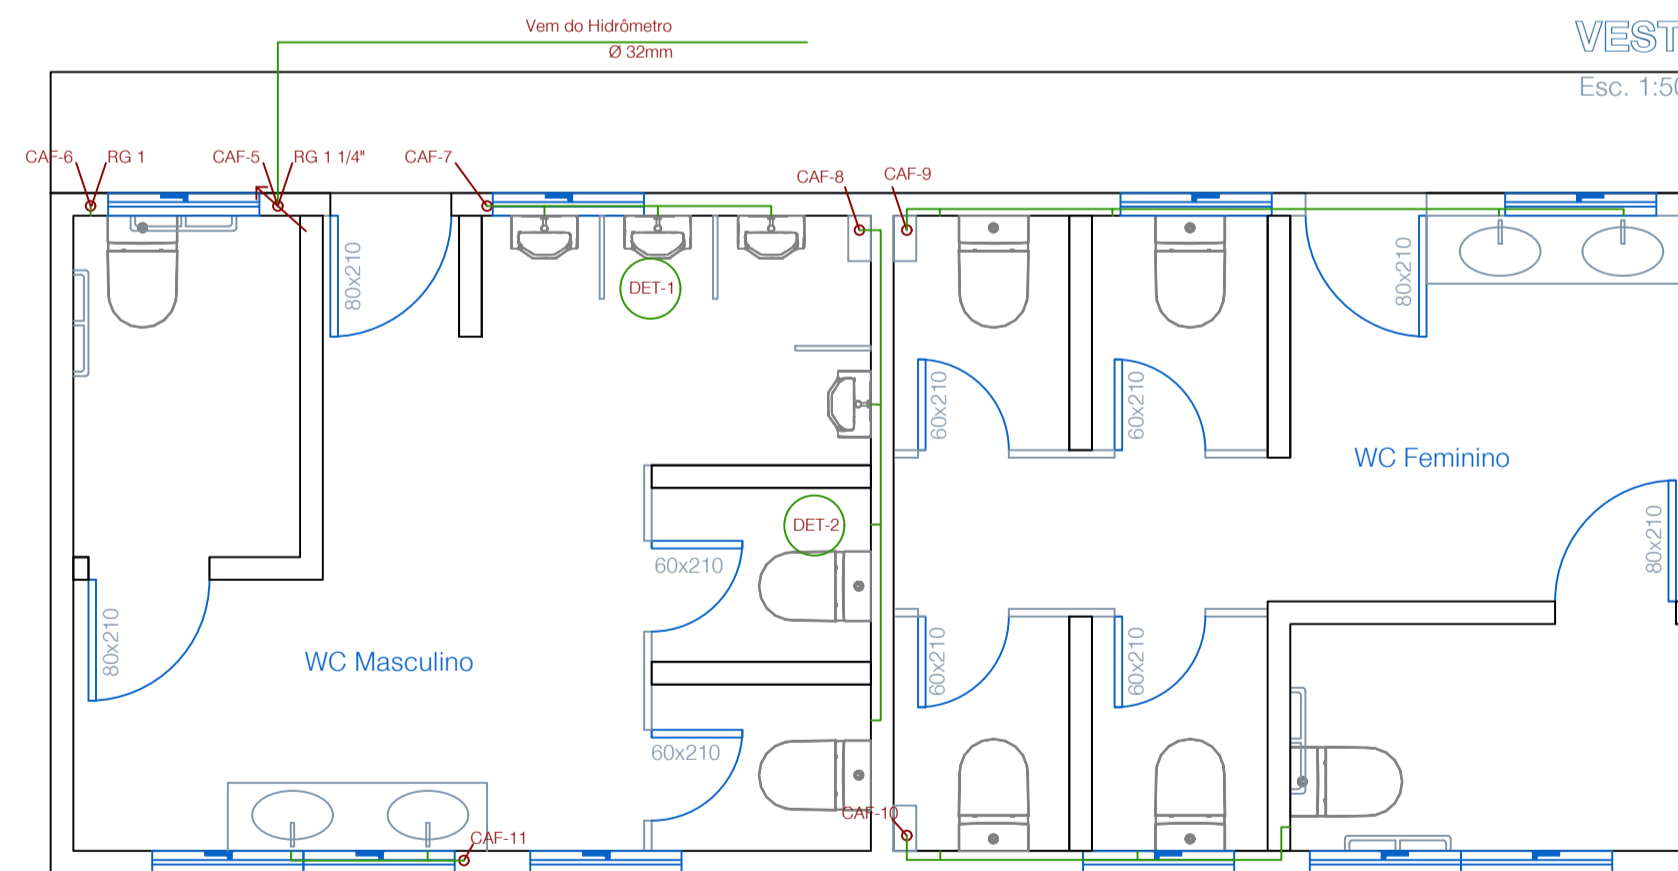 Vem do Hidrômetro
Ø 32mm
VEST
Esc. 1:50
CAF-6
RG 1
CAF-5
RG 1 1/4"
CAF-7
CAF-8
CAF-9
80x210
DET-1
80x210
60x210
60x210
WC Feminino
DET-2
60x210
80x210
80x210
WC Masculino
60x210
60x210
60x210
CAF-10
CAF-11